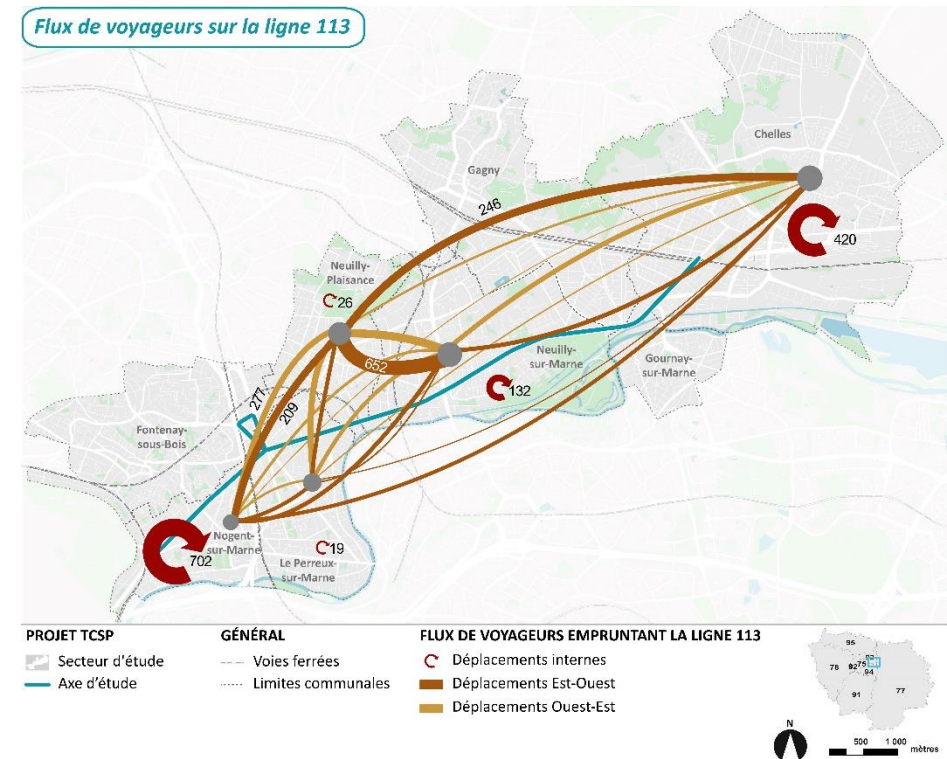 Flux de voyageurs sur la ligne 113
Chelles
Gagny
246
420
Neuilly-
Plaisance
26
652
Neuilly-
sur-Marne
132
Gournay-
sur-Marne
277
209
Fontenay-
sous-Bois
Nogent-
sur-Marne
702
19
Le Perreux-
sur-Marne
PROJET TCSP
Secteur d'étude
Axe d'étude
GÉNÉRAL
Voies ferrées
Limites communales
FLUX DE VOYAGEURS EMPRUNTANT LA LIGNE 113
Déplacements internes
Déplacements Est-Ouest
Déplacements Ouest-Est
95
78
92
75
94
91
77
N
500
1 000
mètres